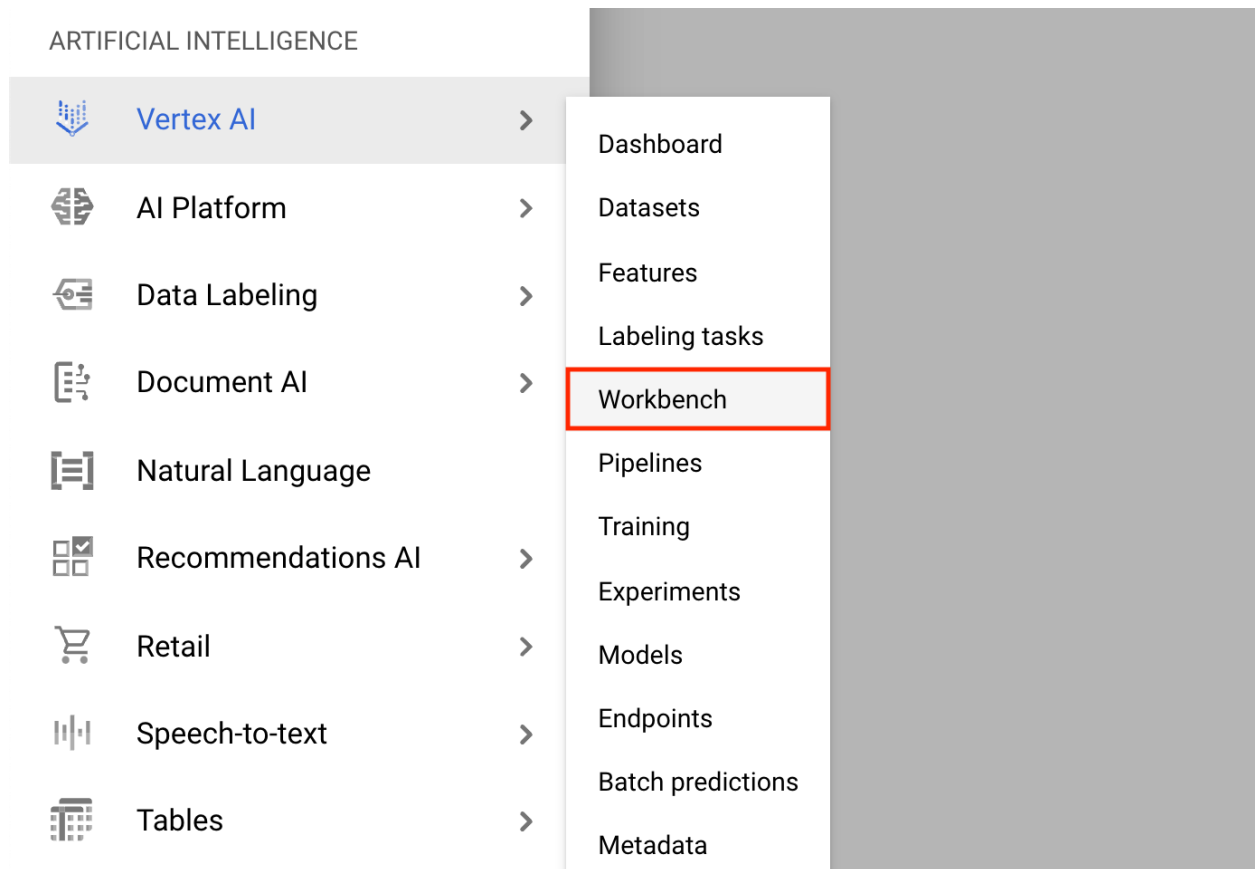 ARTIFICIAL INTELLIGENCE
Vertex AI
AI Platform
Data Labeling
Document AI
Natural Language
Recommendations AI
Retail
Speech-to-text
Tables
Dashboard
Datasets
Features
Labeling tasks
Workbench
Pipelines
Training
Experiments
Models
Endpoints
Batch predictions
Metadata